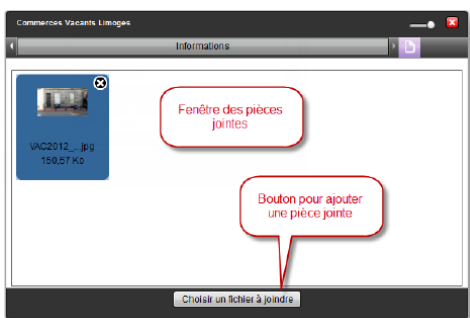 Commerces Vacants Limoges
Informations
Fenêtre des pièces
jointes
VAC2012_...jpg
150,57 Ko
Bouton pour ajouter
une pièce jointe
Choisir un fichier à joindre